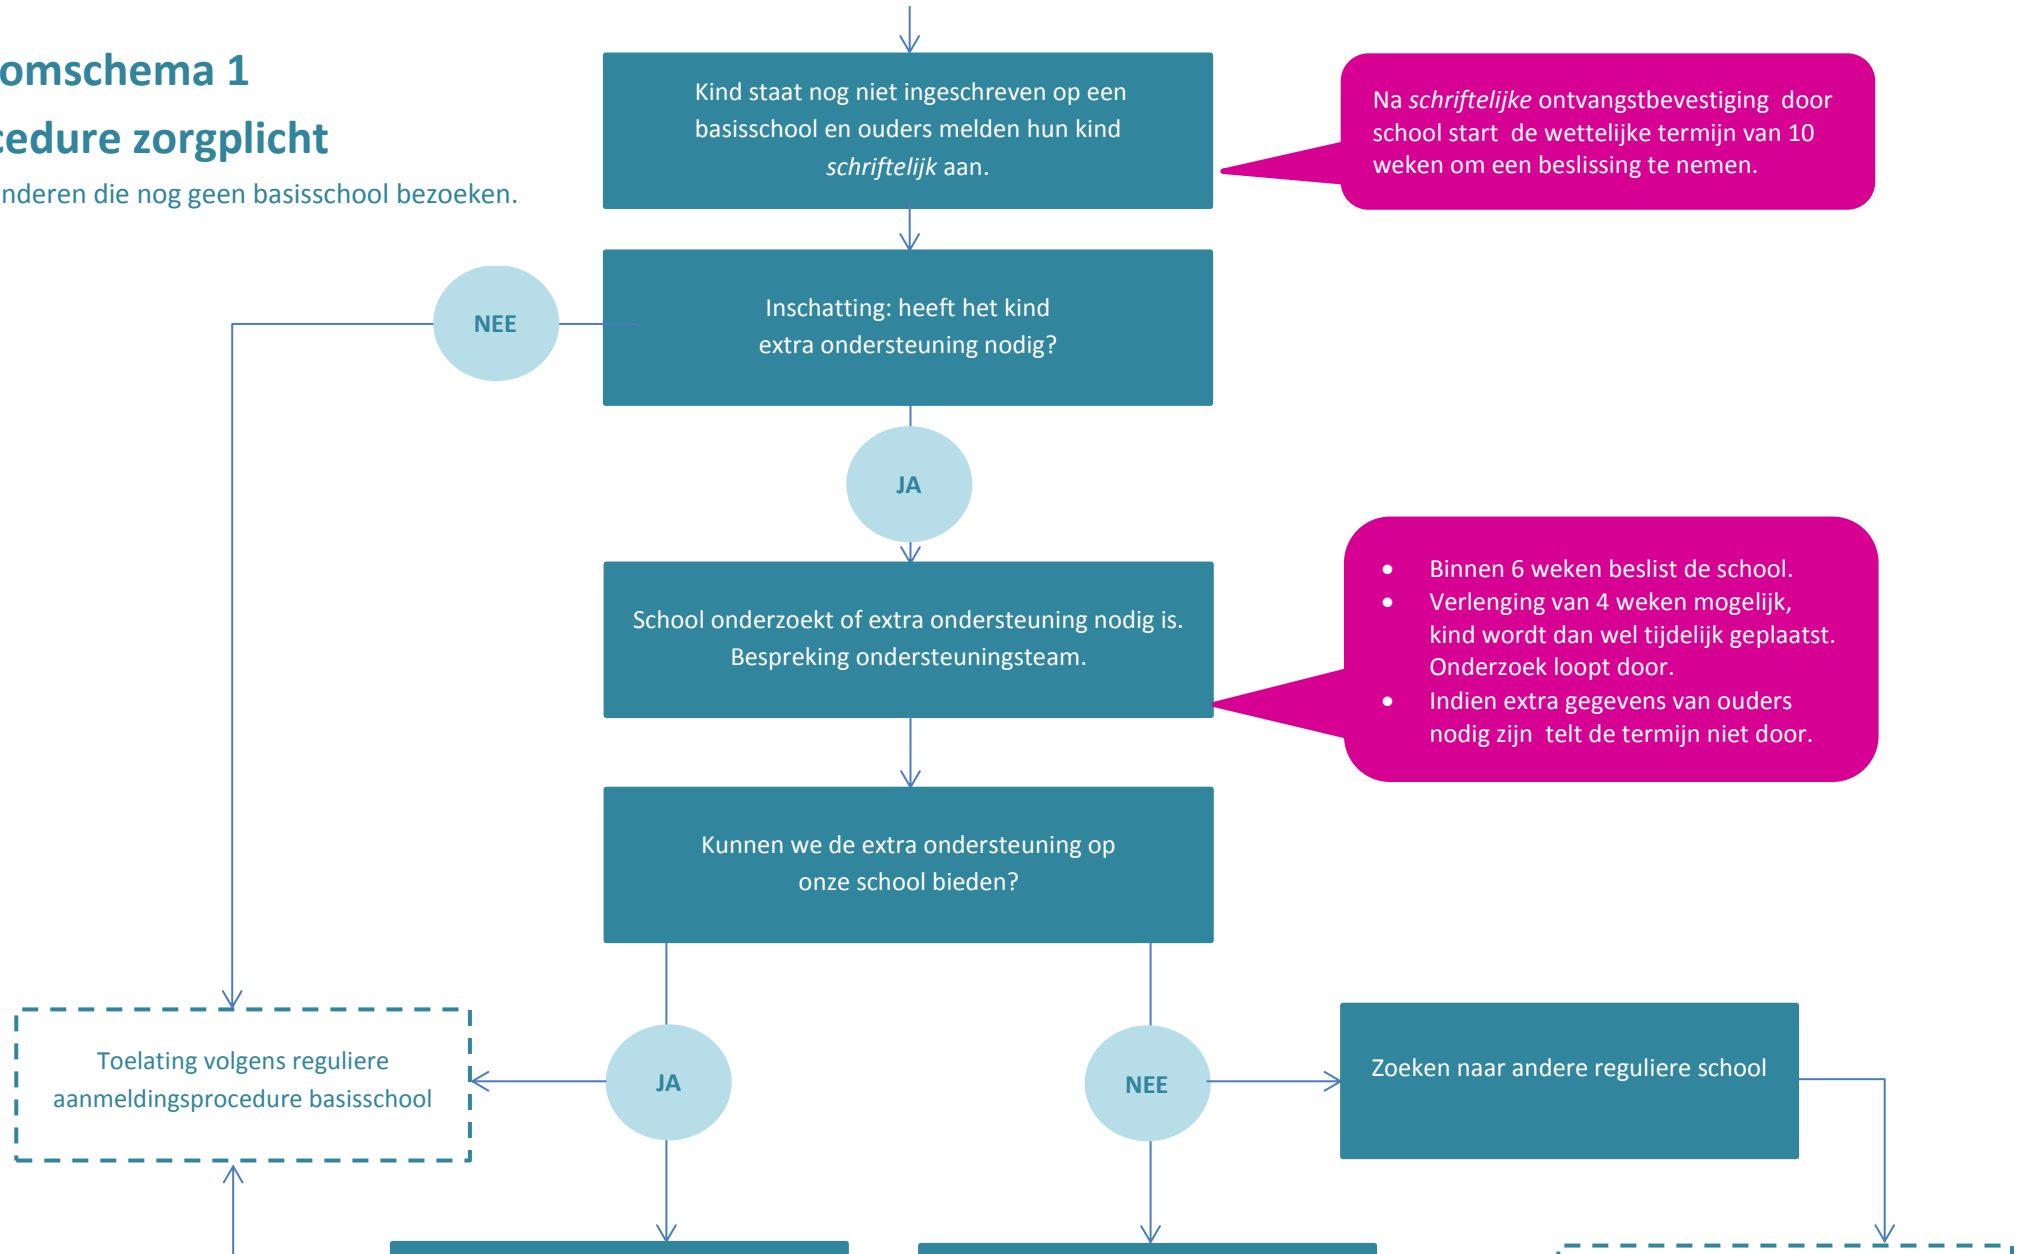 omschema 1
cedure zorgplicht
nderen die nog geen basisschool bezoeken.
Kind staat nog niet ingeschreven op een
basisschool en ouders melden hun kind
schriftelijk aan.
Na schriftelijke ontvangstbevestiging door
school start de wettelijke termijn van 10
weken om een beslissing te nemen.
Inschatting: heeft het kind
extra ondersteuning nodig?
NEE
JA
School onderzoekt of extra ondersteuning nodig is.
Bespreking ondersteuningsteam.
• Binnen 6 weken beslist de school.
• Verlenging van 4 weken mogelijk,
kind wordt dan wel tijdelijk geplaatst.
Onderzoek loopt door.
• Indien extra gegevens van ouders
nodig zijn telt de termijn niet door.
Kunnen we de extra ondersteuning op
onze school bieden?
Toelating volgens reguliere
aanmeldingsprocedure basisschool
JA
NEE
Zoeken naar andere reguliere school